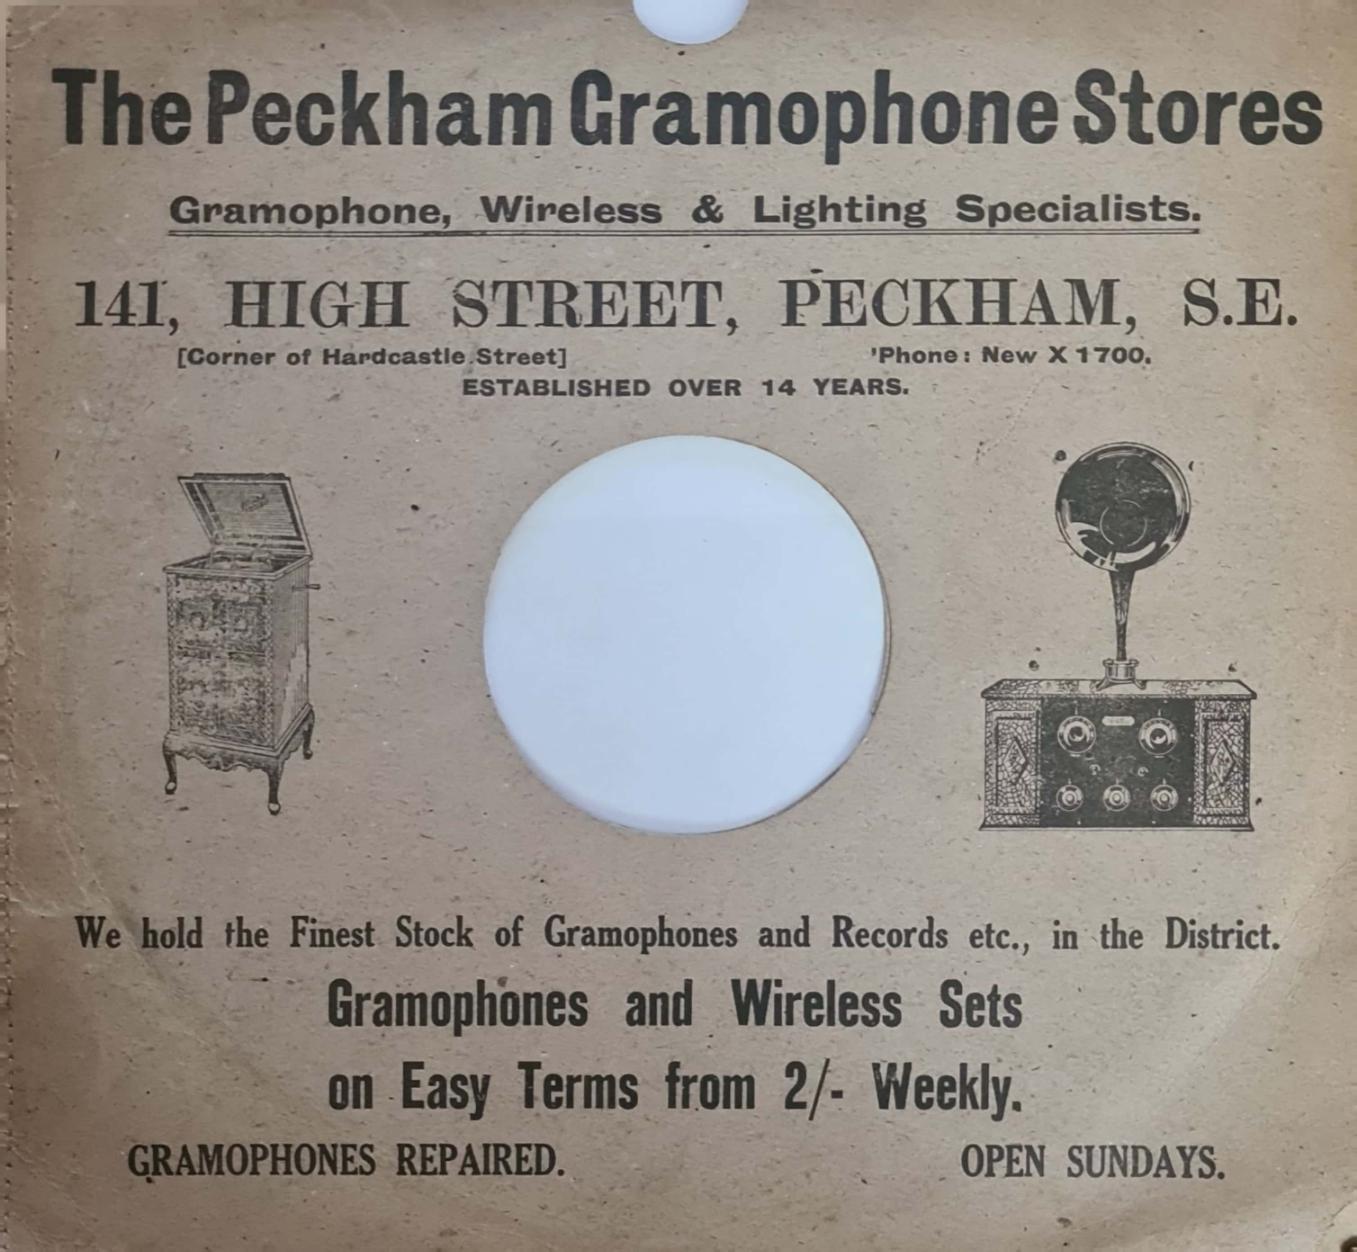 The Peckham Gramophone Stores
Gramophone, Wireless & Lighting Specialists.
141, HIGH STREET, PECKHAM, S.E.
[Corner of Hardcastle Street] 'Phone: New X 1700.
ESTABLISHED OVER 14 YEARS.
We hold the Finest Stock of Gramophones and Records etc., in the District.
Gramophones and Wireless Sets
on Easy Terms from 2/- Weekly.
GRAMOPHONES REPAIRED. OPEN SUNDAYS.